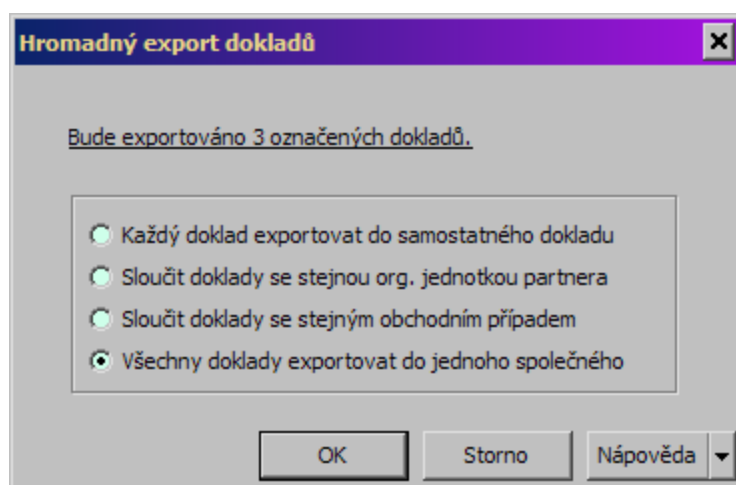 Hromadný export dokladů
Bude exportováno 3 označených dokladů.
Každý doklad exportovat do samostatného dokladu
Sloučit doklady se stejnou org. jednotkou partnera
Sloučit doklady se stejným obchodním případem
Všechny doklady exportovat do jednoho společného
OK Storno Nápověda